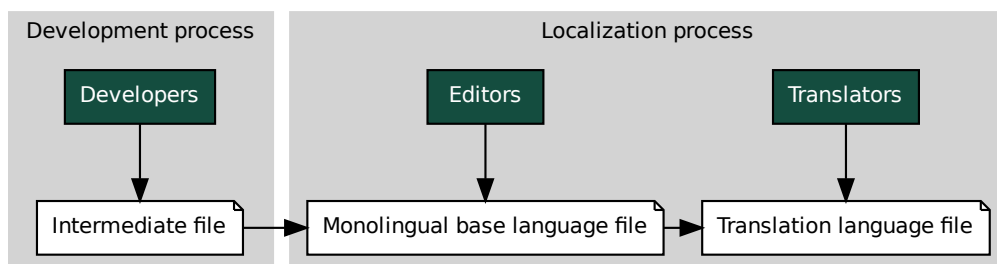 Development process
Localization process
Developers
Editors
Translators
Intermediate file
Monolingual base language file
Translation language file